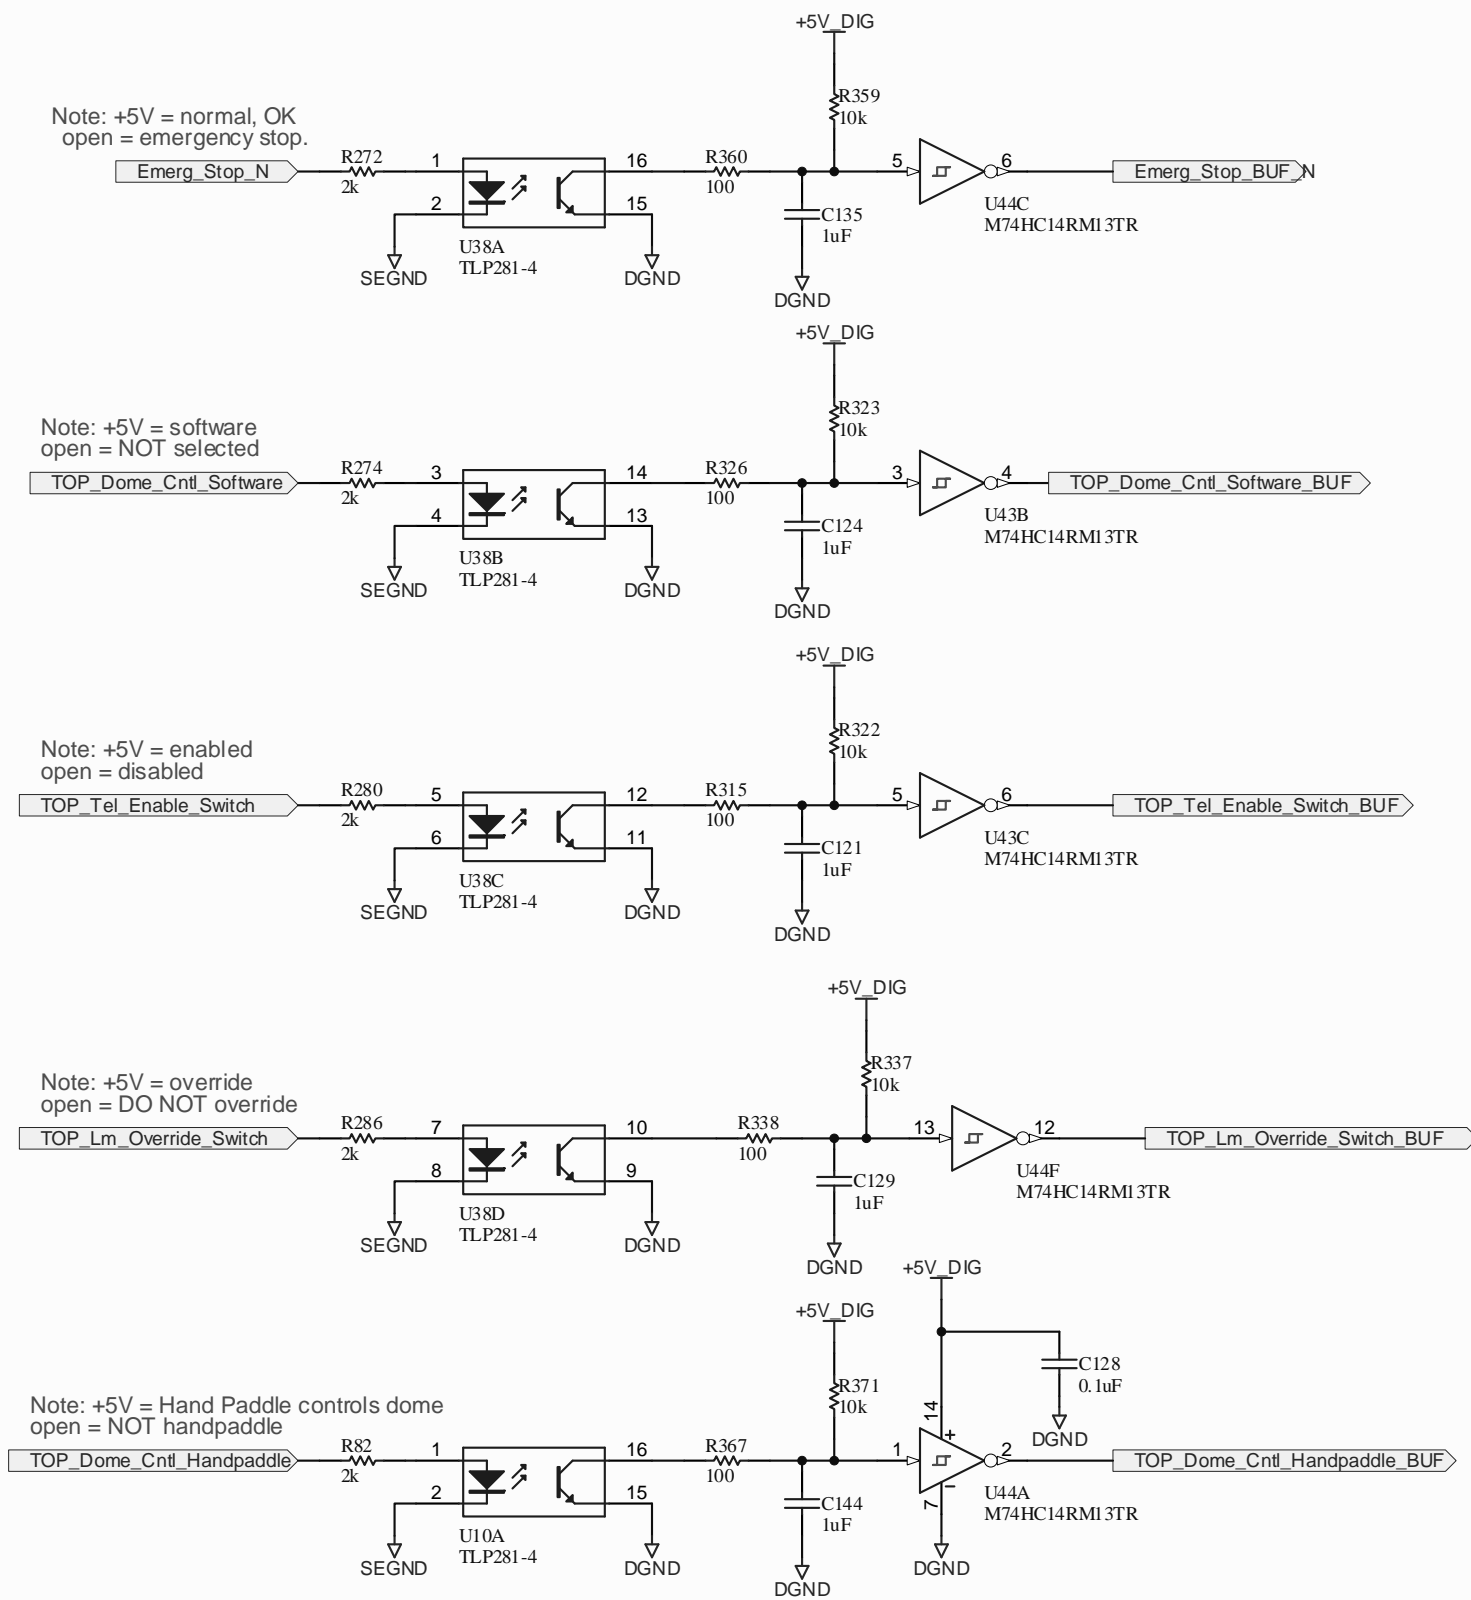 +5V_DIG
R359
10k
Note: +5V = normal, OK
open = emergency stop.
Emerg_Stop_N
R272
2k
1
2
16
15
U38A
TLP281-4
SEGND
DGND
R360
100
C135
1uF
DGND
5
6
U44C
M74HC14RM13TR
Emerg_Stop_BUF_N
+5V_DIG
R323
10k
Note: +5V = software
open = NOT selected
TOP_Dome_Cntl_Software
R274
2k
3
4
14
13
U38B
TLP281-4
SEGND
DGND
R326
100
C124
1uF
DGND
3
4
U43B
M74HC14RM13TR
TOP_Dome_Cntl_Software_BUF
+5V_DIG
R322
10k
Note: +5V = enabled
open = disabled
TOP_Tel_Enable_Switch
R280
2k
5
6
12
11
U38C
TLP281-4
SEGND
DGND
R315
100
C121
1uF
DGND
5
6
U43C
M74HC14RM13TR
TOP_Tel_Enable_Switch_BUF
+5V_DIG
R337
10k
Note: +5V = override
open = DO NOT override
TOP_Lm_Override_Switch
R286
2k
7
8
10
9
U38D
TLP281-4
SEGND
DGND
R338
100
C129
1uF
DGND
13
12
U44F
M74HC14RM13TR
TOP_Lm_Override_Switch_BUF
+5V_DIG
+5V_DIG
R371
10k
C128
0.1uF
DGND
Note: +5V = Hand Paddle controls dome
open = NOT handpaddle
TOP_Dome_Cntl_Handpaddle
R82
2k
1
2
16
15
U10A
TLP281-4
SEGND
DGND
R367
100
C144
1uF
DGND
1
14
7
2
U44A
M74HC14RM13TR
DGND
TOP_Dome_Cntl_Handpaddle_BUF